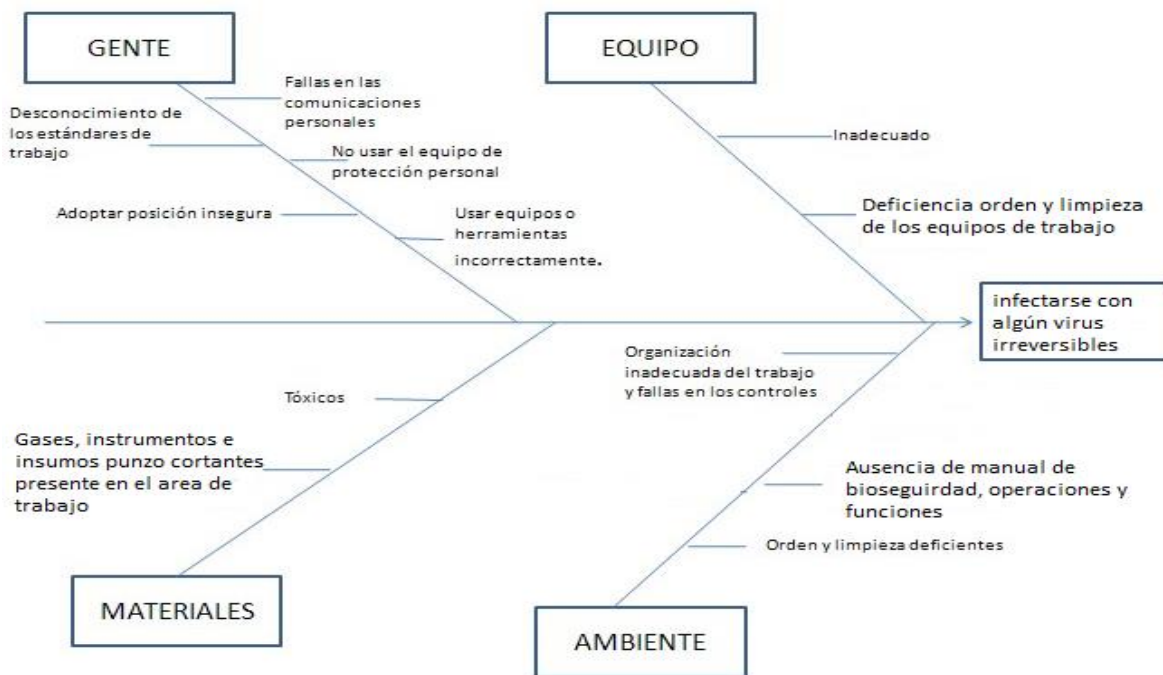 GENTE
EQUIPO
Fallas en las
comunicaciones
personales
Desconocimiento de
los estándares de
trabajo
No usar el equipo de
protección personal
Adoptar posición insegura
Usar equipos o
herramientas
incorrectamente.
Inadecuado
Deficiencia orden y limpieza
de los equipos de trabajo
infectarse con
algún virus
irreversibles
Organización
inadecuada del trabajo
y fallas en los controles
Tóxicos
Gases, instrumentos e
insumos punzo cortantes
presente en el area de
trabajo
Ausencia de manual de
bioseguirdad, operaciones y
funciones
Orden y limpieza deficientes
MATERIALES
AMBIENTE